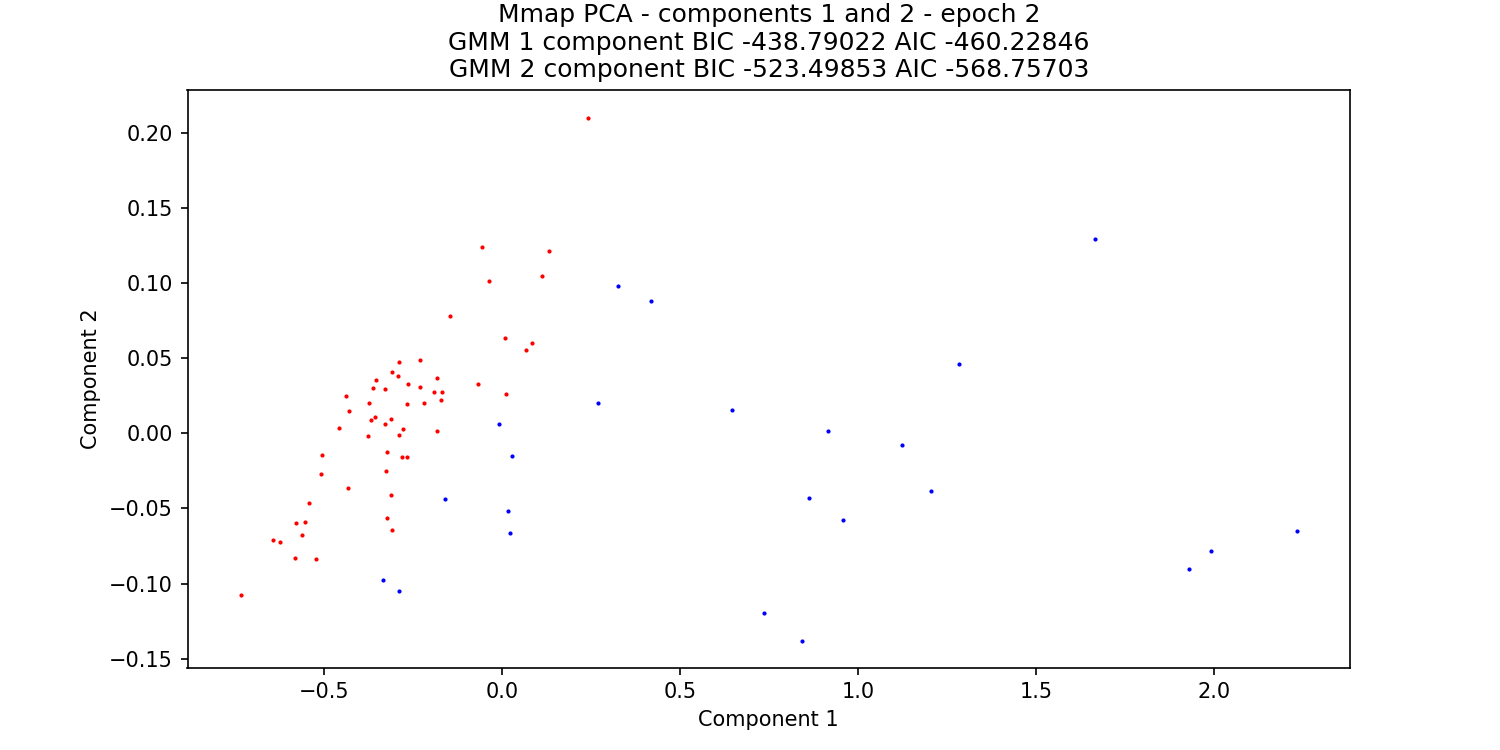 Mmap PCA - components 1 and 2 - epoch 2
GMM 1 component BIC -438.79022 AIC -460.22846
GMM 2 component BIC -523.49853 AIC -568.75703
0.20
0.15
0.10
0.05
0.00
−0.05
−0.10
−0.15
Component 2
−0.5
0.0
0.5
1.0
1.5
2.0
Component 1